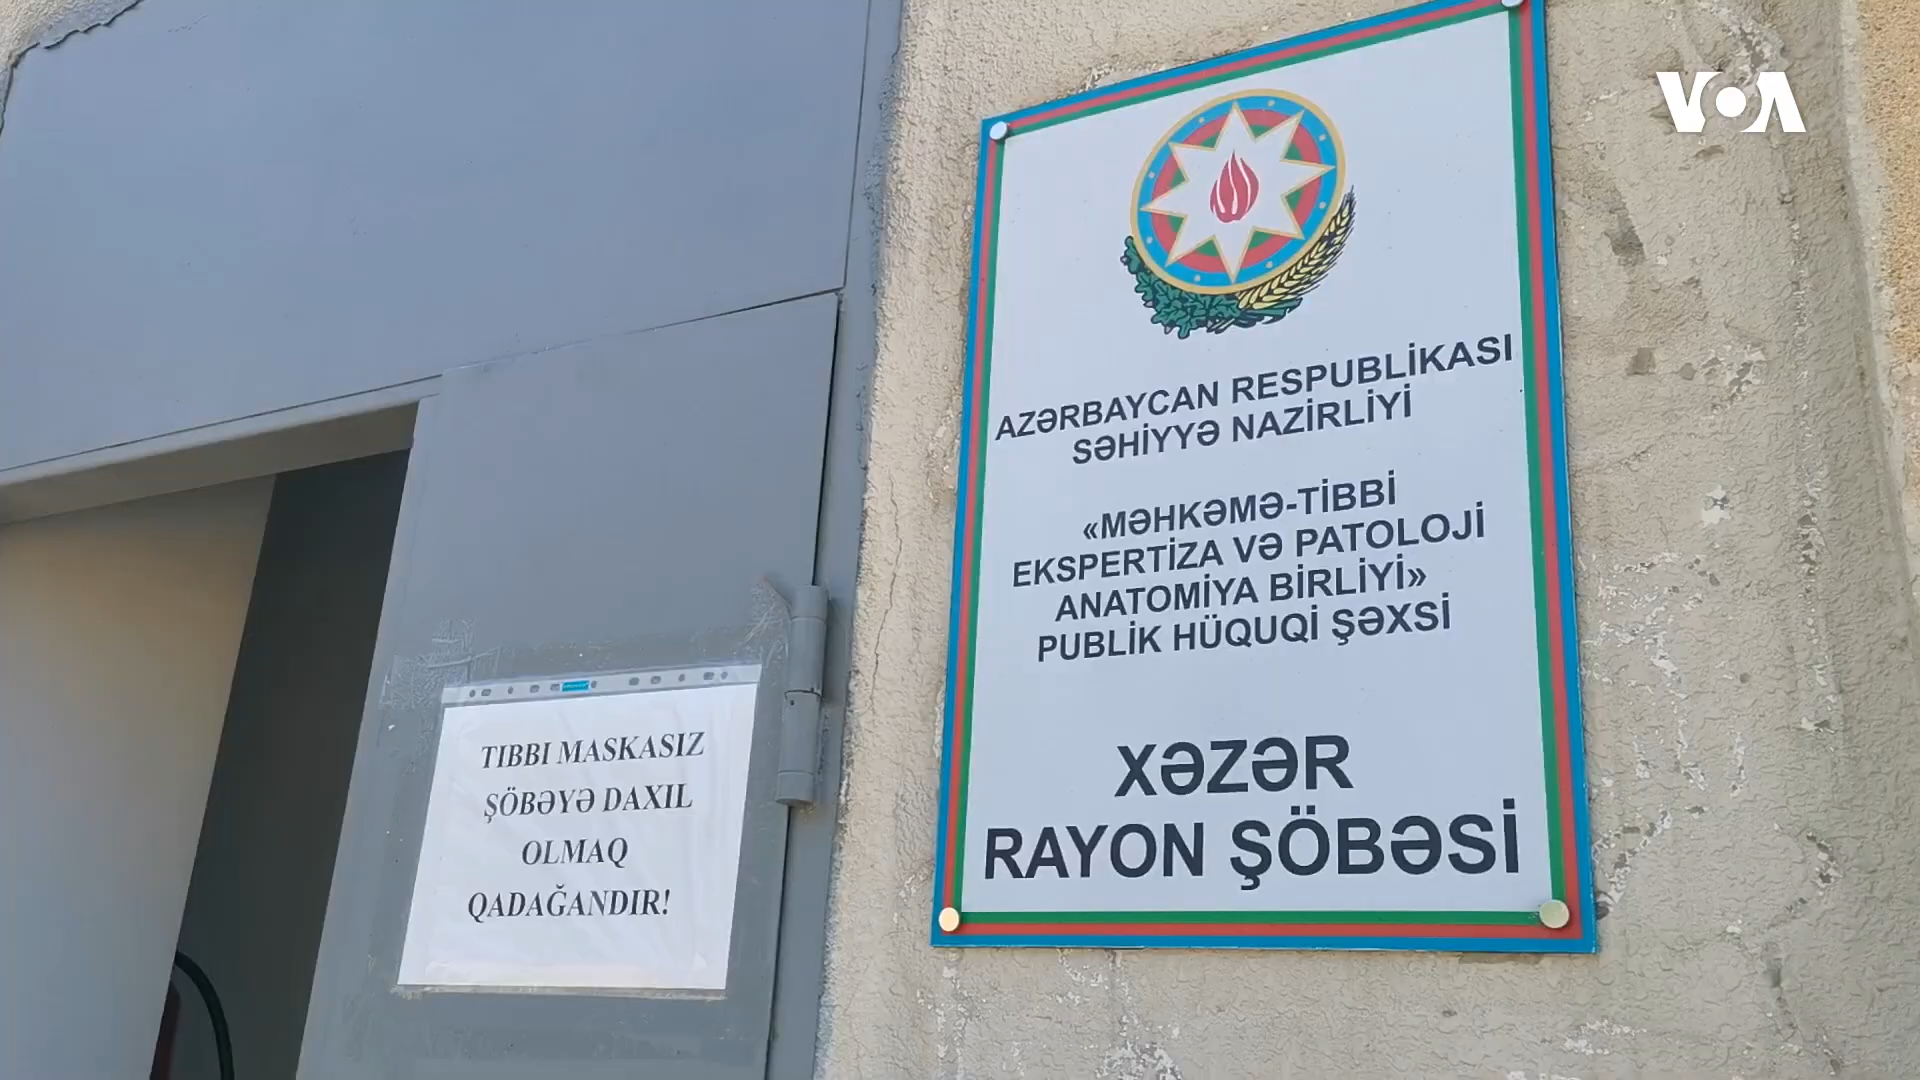 VOA
AZƏRBAYCAN RESPUBLİKASI
SƏHİYYƏ NAZİRLİYİ
«MƏHKƏMƏ-TİBBİ
EKSPERTİZA VƏ PATOLOJİ
ANATOMİYA BİRLİYİ»
PUBLİK HÜQUQİ ŞƏXSİ
XƏZƏR
RAYON ŞÖBƏSİ
TIBBI MASKASIZ
ŞÖBƏYƏ DAXIL
OLMAQ
QADAĞANDIR!